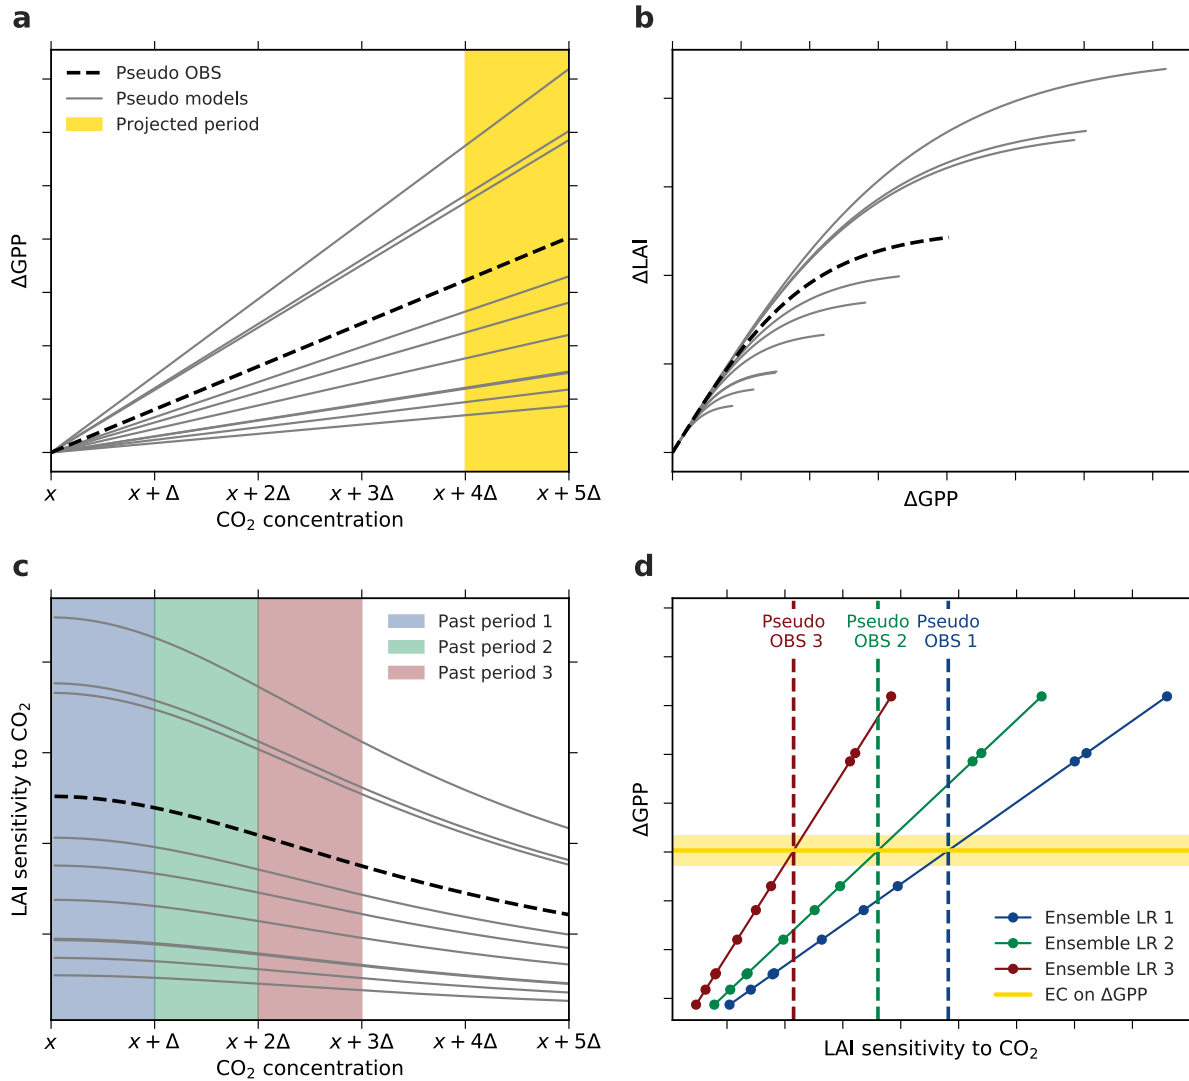 a
Pseudo OBS
Pseudo models
Projected period
ΔGPP
x
x + Δ
x + 2Δ
x + 3Δ
x + 4Δ
x + 5Δ
CO₂ concentration
b
ΔLAI
ΔGPP
c
Past period 1
Past period 2
Past period 3
LAI sensitivity to CO₂
x
x + Δ
x + 2Δ
x + 3Δ
x + 4Δ
x + 5Δ
CO₂ concentration
d
Pseudo
OBS 3
Pseudo
OBS 2
Pseudo
OBS 1
ΔGPP
Ensemble LR 1
Ensemble LR 2
Ensemble LR 3
EC on ΔGPP
LAI sensitivity to CO₂